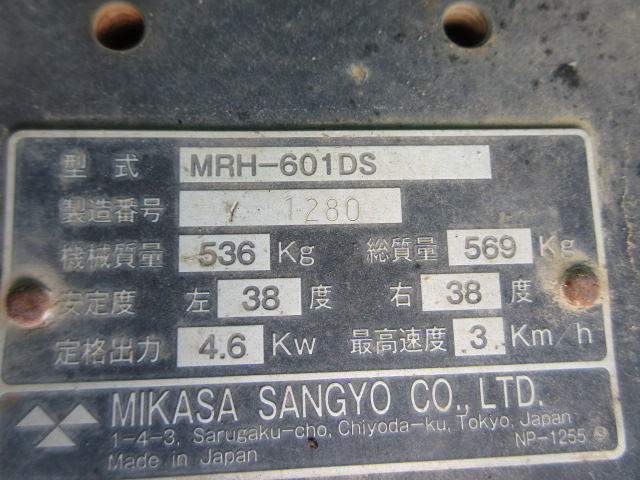 型式 MRH-601DS
製造番号 Y 1280
機械質量 536 Kg 総質量 569 Kg
安定度 左 38 度 右 38 度
定格出力 4.6 Kw 最高速度 3 Km/h
MIKASA SANGYO CO., LTD.
1-4-3, Sarugaku-cho, Chiyoda-ku, Tokyo, Japan
Made in Japan NP-1255